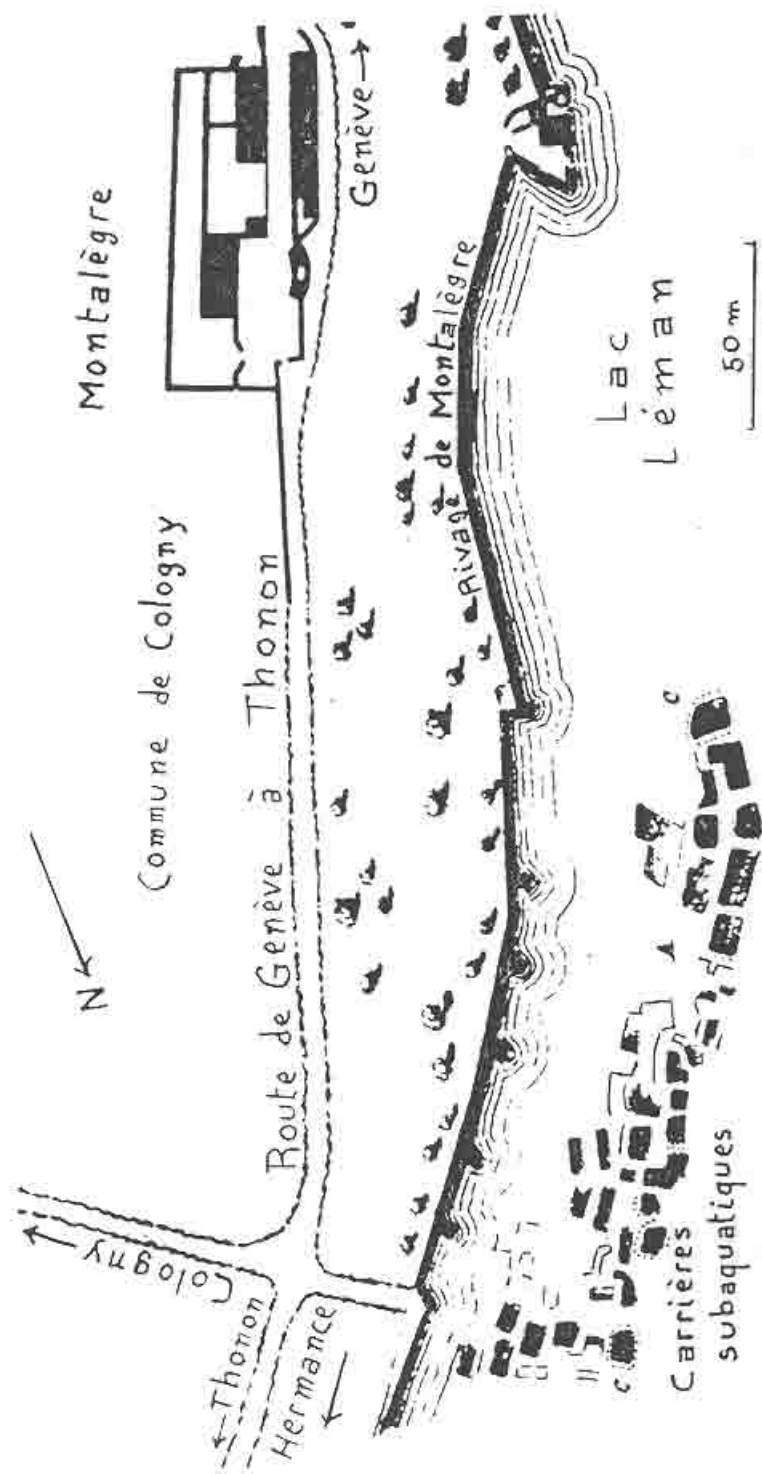 Montalègre
Genève→
Commune de Cologny
N
Route de Genève à Thonon
Rivage de Montalègre
Lac
Léman
50m
Cologny
←Thonon
Hermance
Carrières
subaquatiques
C
A
C